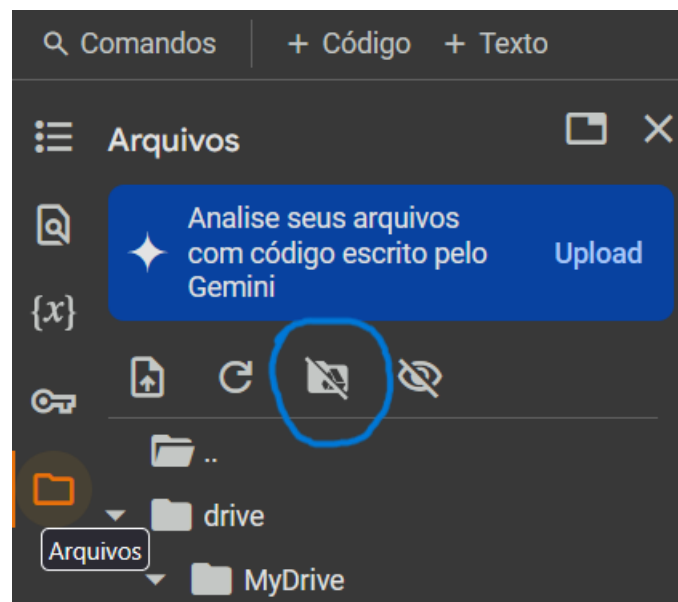 Comandos + Código + Texto
Arquivos
Analise seus arquivos
com código escrito pelo
Gemini
Upload
{x}
..
drive
Arquivos
MyDrive